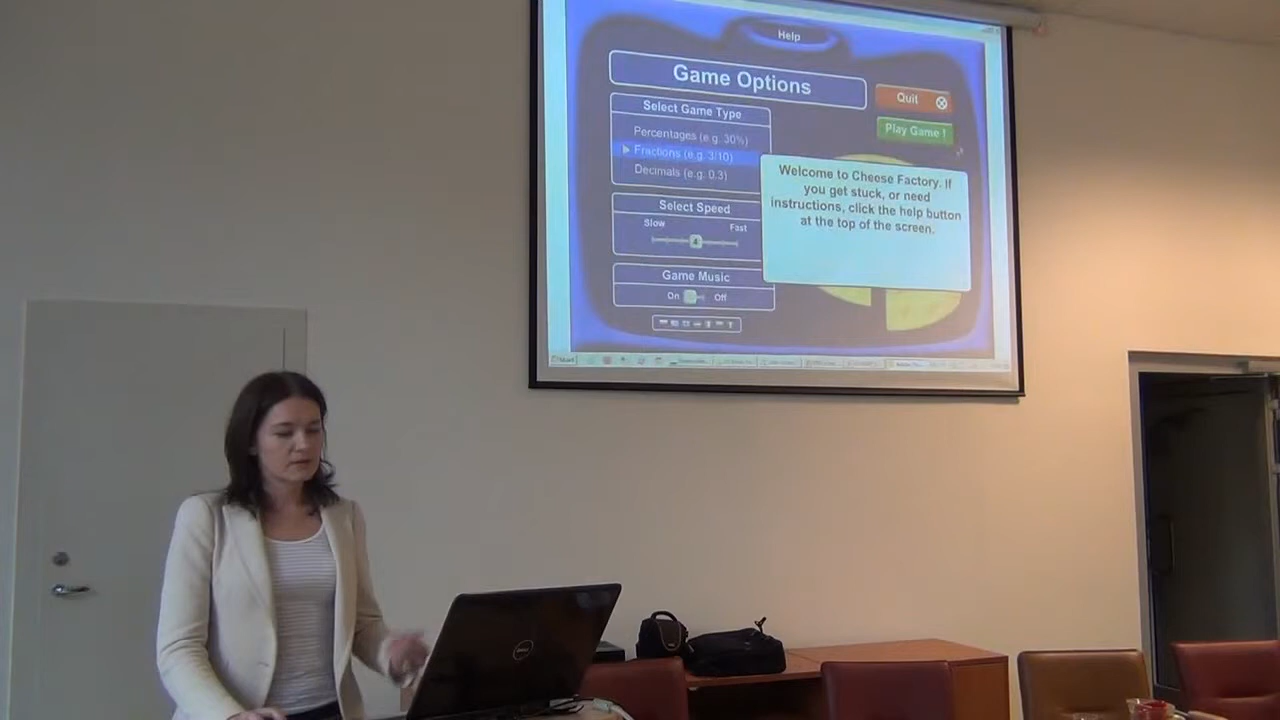 Help
Game Options
Quit
Select Game Type
Play Game !
Percentages (e.g. 30%)
Fractions (e.g. 3/10)
Decimals (e.g. 0.3)
Welcome to Cheese Factory. If
you get stuck, or need
instructions, click the help button
at the top of the screen.
Select Speed
Slow
Fast
4
Game Music
On
Off
Start
DELL